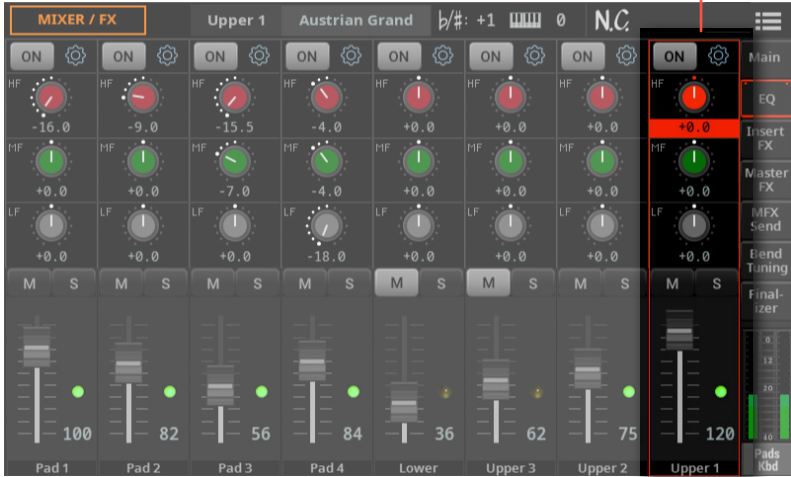 MIXER / FX Upper 1 Austrian Grand b/#: +1 0 N.C.
ON ON ON ON ON ON ON ON Main
HF HF HF HF HF HF HF HF EQ
-16.0 -9.0 -15.5 -4.0 +0.0 +0.0 +0.0 +0.0
Insert FX
MF MF MF MF MF MF MF MF
+0.0 +0.0 -7.0 -4.0 +0.0 +0.0 +0.0 +0.0
Master FX
LF LF LF LF LF LF LF LF
MFX Send
+0.0 +0.0 +0.0 -18.0 +0.0 +0.0 +0.0 +0.0
Bend Tuning
M S M S M S M S M S M S M S M S
Final-
izer
0
12
20
40
100 82 56 84 36 62 75 120
Pads
Kbd
Pad 1 Pad 2 Pad 3 Pad 4 Lower Upper 3 Upper 2 Upper 1